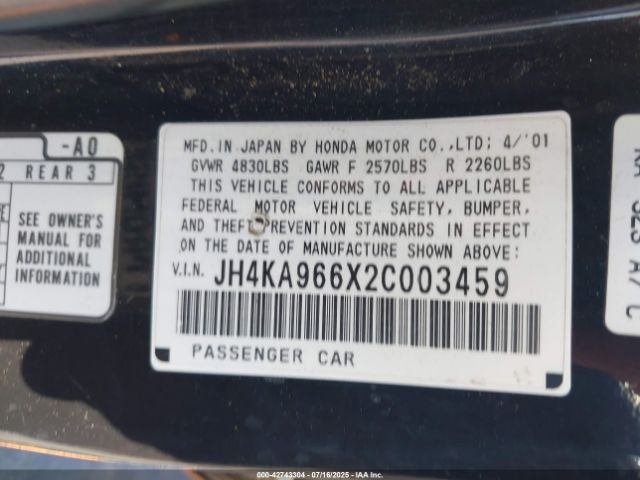 -A0
2 REAR 3
SEE OWNER'S
MANUAL FOR
ADDITIONAL
INFORMATION
MFD. IN JAPAN BY HONDA MOTOR CO., LTD; 4/'01
GVWR 4830LBS GAWR F 2570LBS R 2260LBS
THIS VEHICLE CONFORMS TO ALL APPLICABLE
FEDERAL MOTOR VEHICLE SAFETY, BUMPER,
AND THEFT PREVENTION STANDARDS IN EFFECT
ON THE DATE OF MANUFACTURE SHOWN ABOVE:
V.I.N. JH4KA966X2C003459
PASSENGER CAR
A/C
000-42743304 - 07/16/2025 - IAA Inc.